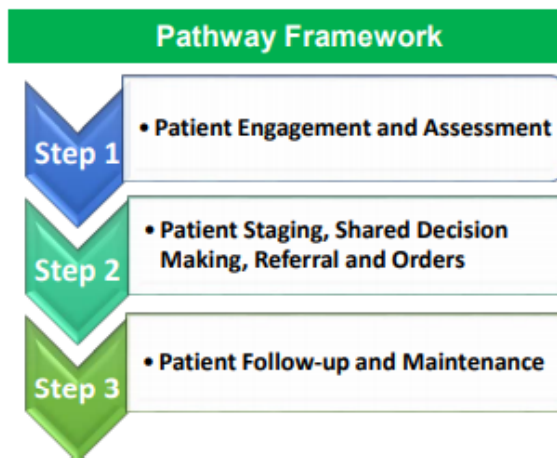 Pathway Framework
Step 1
• Patient Engagement and Assessment
Step 2
• Patient Staging, Shared Decision
Making, Referral and Orders
Step 3
• Patient Follow-up and Maintenance